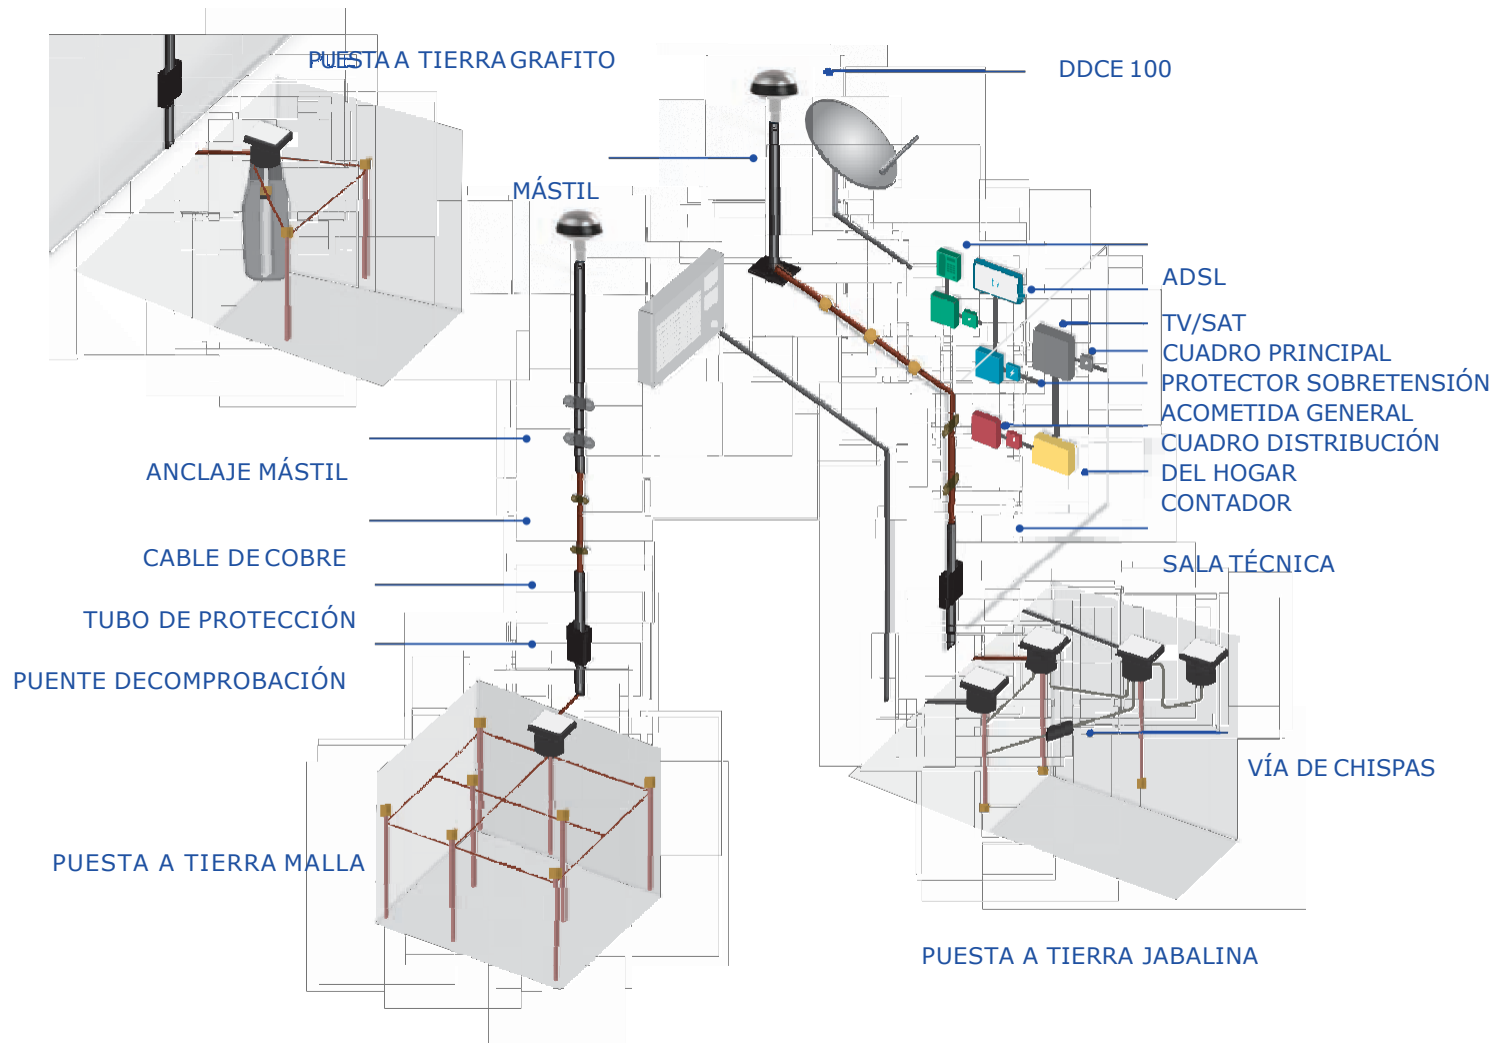 PUESTA A TIERRA GRAFITO
DDCE 100
MÁSTIL
ADSL
TV/SAT
CUADRO PRINCIPAL
PROTECTOR SOBRETENSIÓN
ACOMETIDA GENERAL
CUADRO DISTRIBUCIÓN
DEL HOGAR
CONTADOR
ANCLAJE MÁSTIL
CABLE DE COBRE
SALA TÉCNICA
TUBO DE PROTECCIÓN
PUENTE DECOMPROBACIÓN
VÍA DE CHISPAS
PUESTA A TIERRA MALLA
PUESTA A TIERRA JABALINA